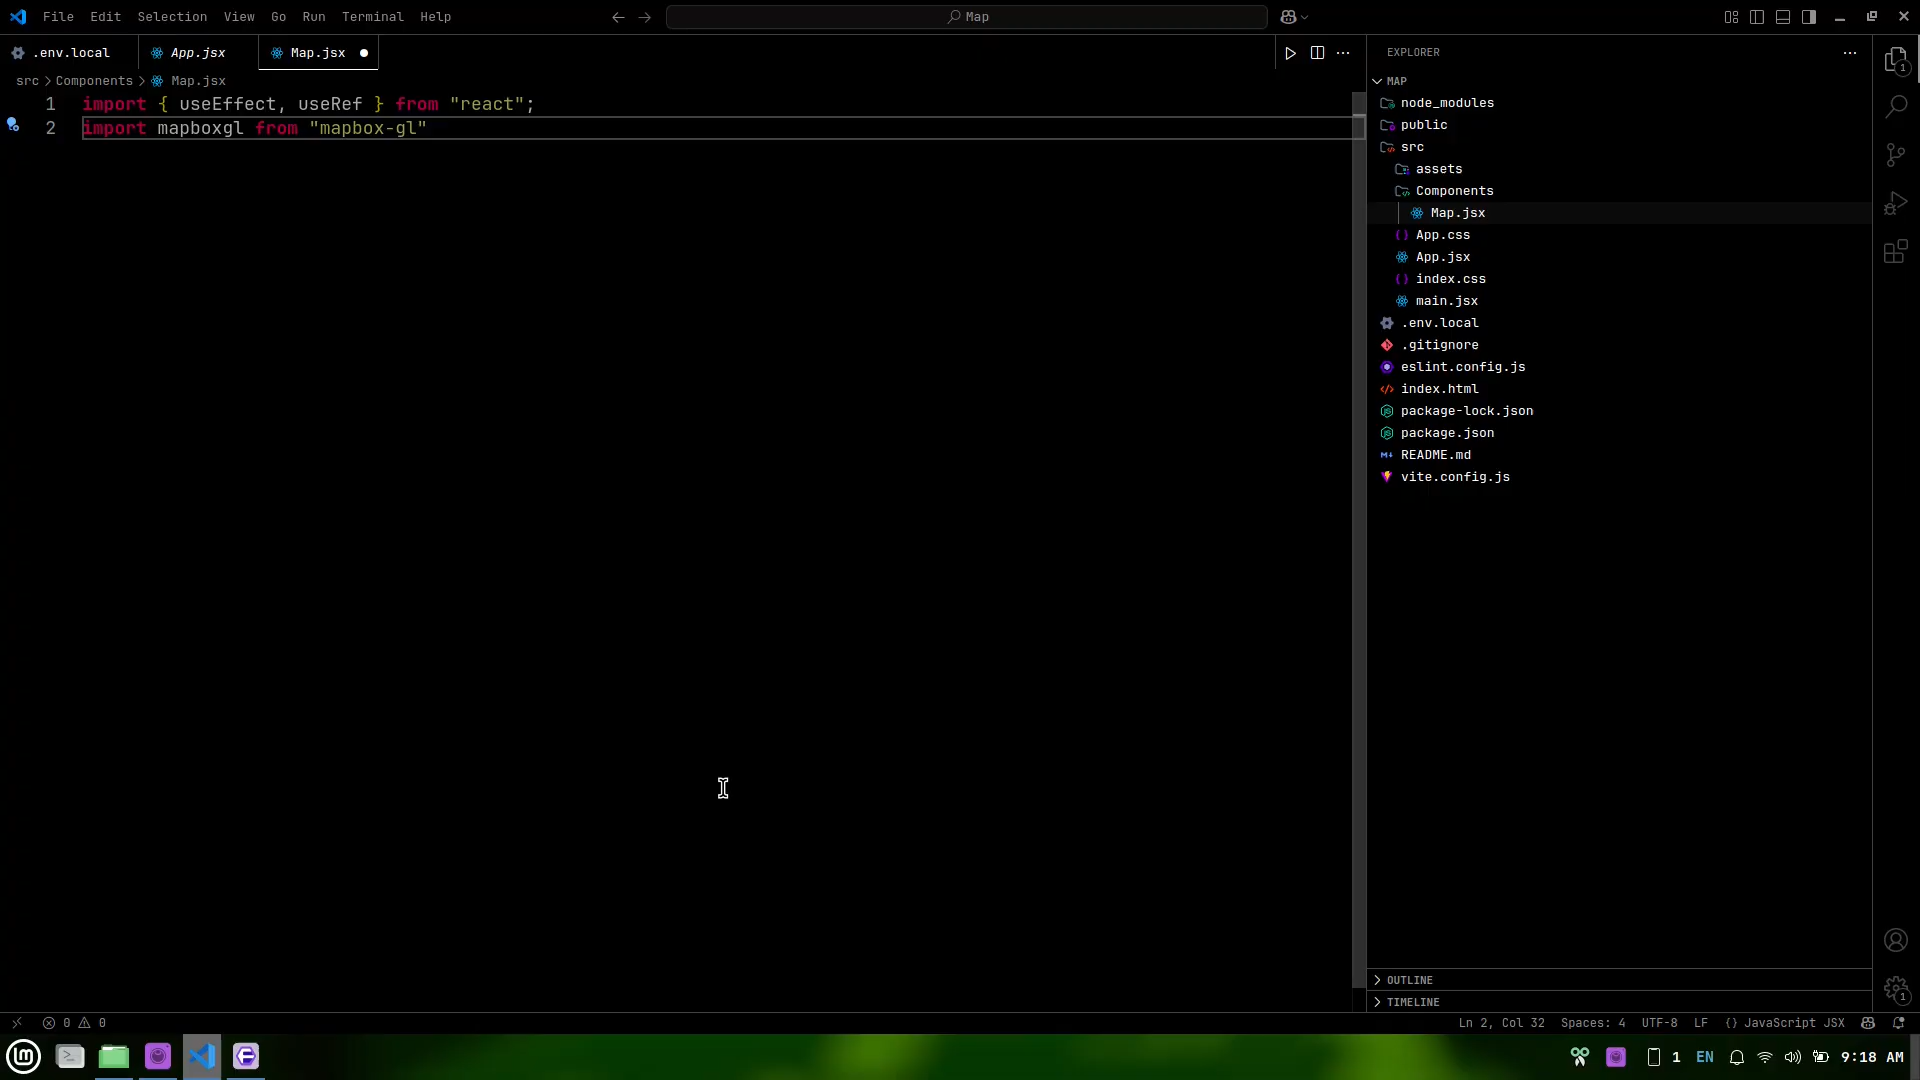 File Edit Selection View Go Run Terminal Help
Map
.env.local App.jsx Map.jsx
src > Components > Map.jsx
1 import { useEffect, useRef } from "react";
2 import mapboxgl from "mapbox-gl"
EXPLORER
MAP
node_modules
public
src
assets
Components
Map.jsx
App.css
App.jsx
index.css
main.jsx
.env.local
.gitignore
eslint.config.js
index.html
package-lock.json
package.json
README.md
vite.config.js
OUTLINE
TIMELINE
1
1
0 0
Ln 2, Col 32 Spaces: 4 UTF-8 LF {} JavaScript JSX
1 EN 9:18 AM